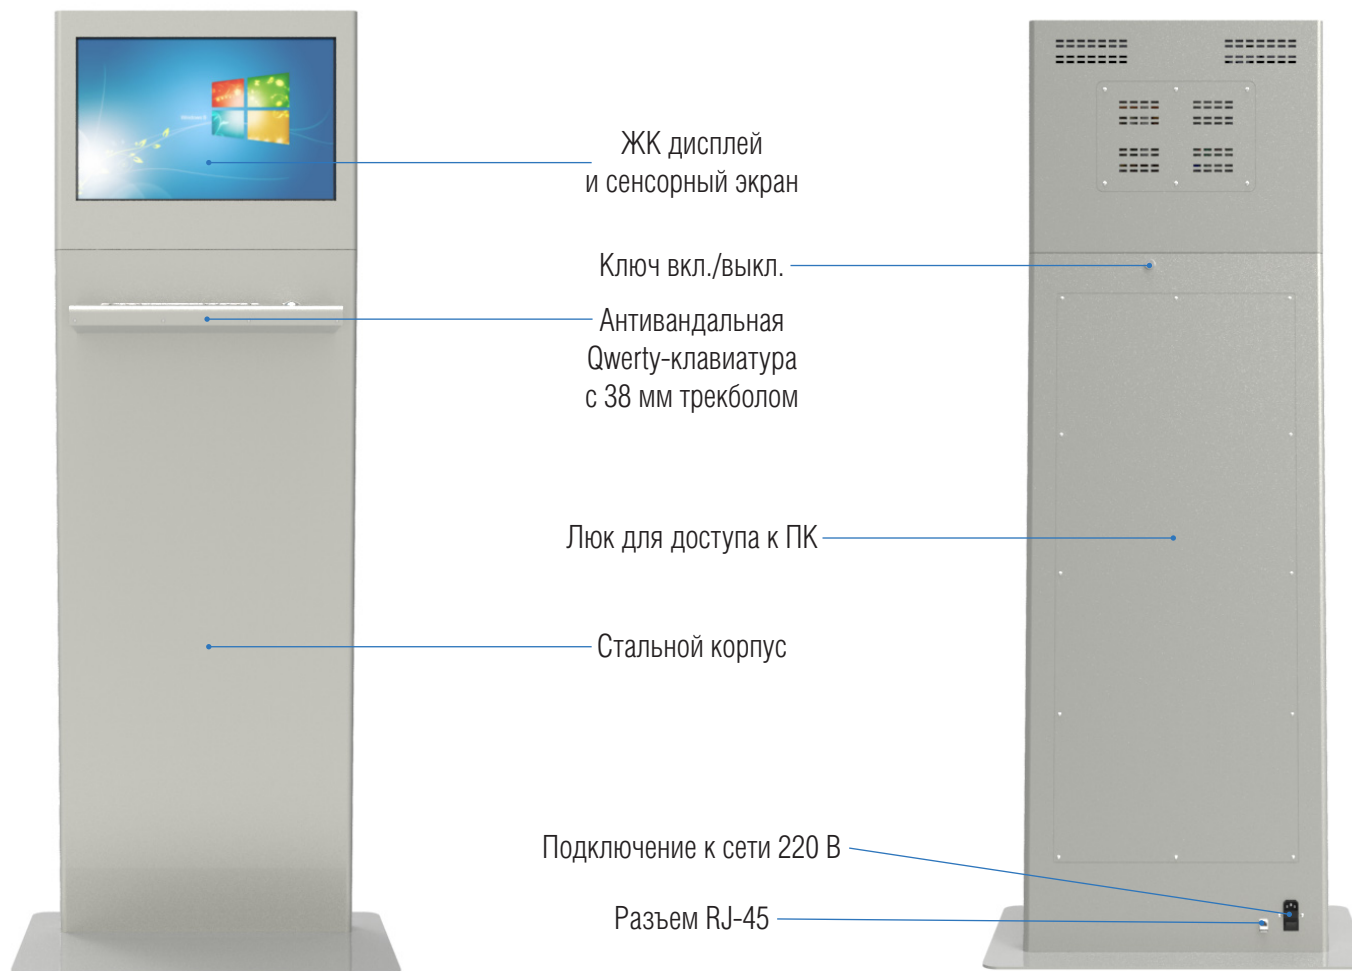 ЖК дисплей
и сенсорный экран
Ключ вкл./выкл.
Антивандальная
Qwerty-клавиатура
с 38 мм трекболом
Люк для доступа к ПК
Стальной корпус
Подключение к сети 220 В
Разъем RJ-45